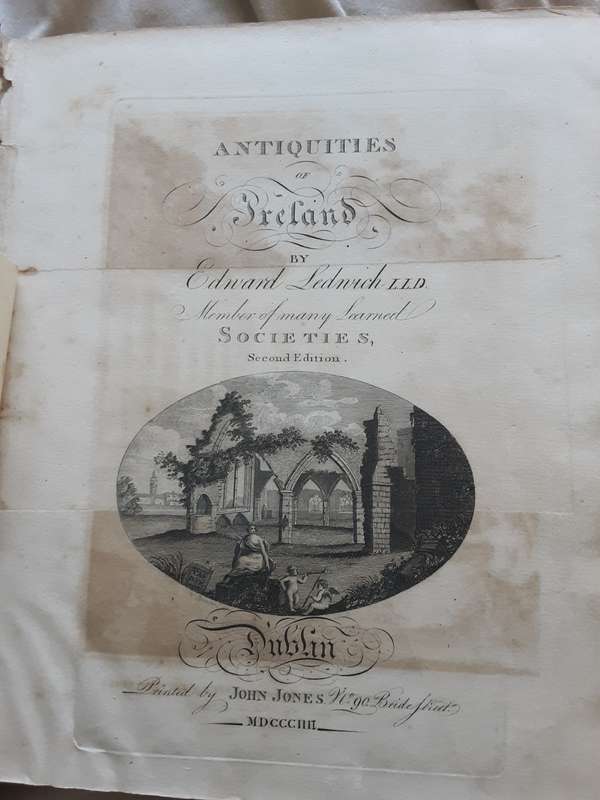 ANTIQUITIES
OF
Ireland
BY
Edward Ledwich LLD.
Member of many Learned
SOCIETIES,
Second Edition.
Dublin
Printed by JOHN JONES No. 90 Bride Street.
MDCCCIIII